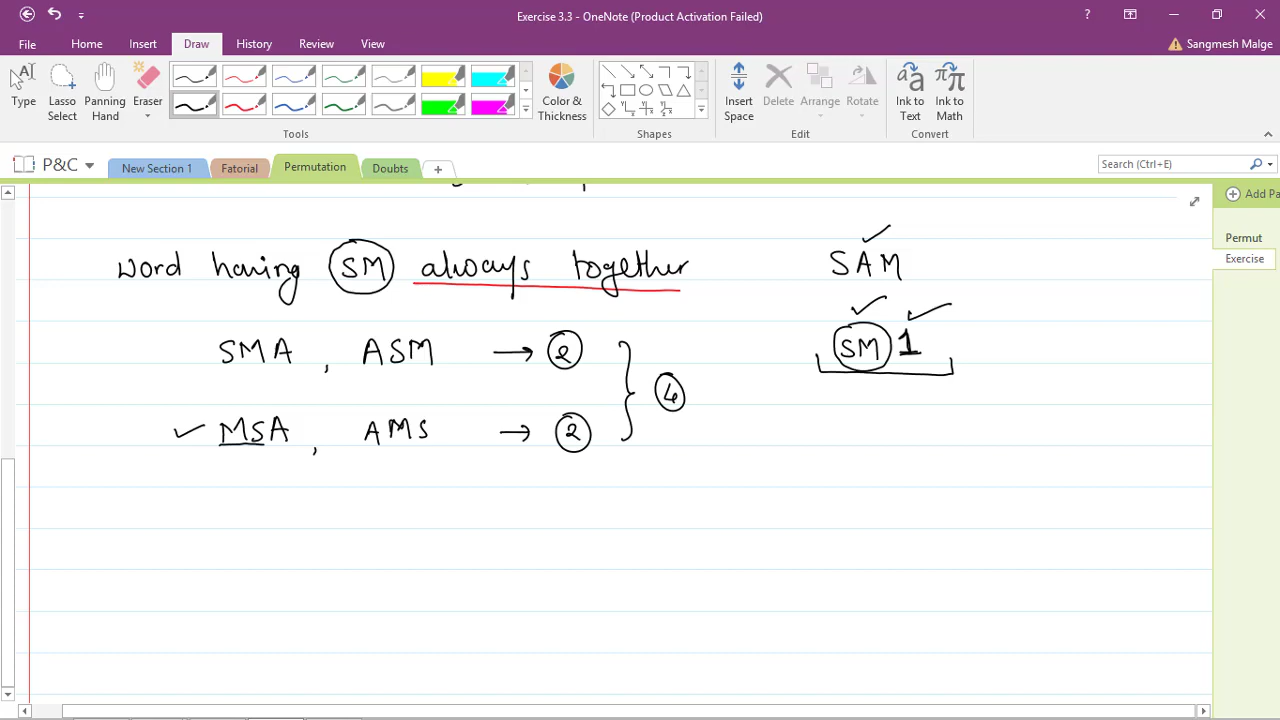 Exercise 3.3 - OneNote (Product Activation Failed)
?
File Home Insert Draw History Review View Sangmesh Malge
Type Lasso Select Panning Hand Eraser Color & Thickness Insert Space Delete Arrange Rotate Ink to Text Ink to Math
Tools Shapes Edit Convert
P&C New Section 1 Fatorial Permutation Doubts + Search (Ctrl+E)
Add Pa
Permut
Exercise
word having SM always together SAM
SMA , ASM → 2 SM 1
4
MSA , AMS → 2